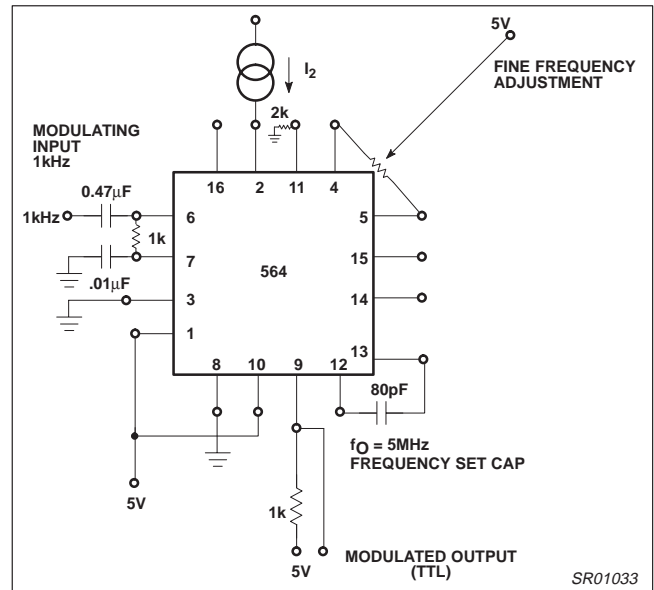 5V
I2
FINE FREQUENCY
ADJUSTMENT
2k
MODULATING
INPUT
1kHz
16
2
11
4
0.47μF
1kHz
6
5
1k
7
15
564
.01μF
14
3
1
13
8
10
9
12
80pF
fO = 5MHz
FREQUENCY SET CAP
5V
1k
5V
MODULATED OUTPUT
(TTL)
SR01033